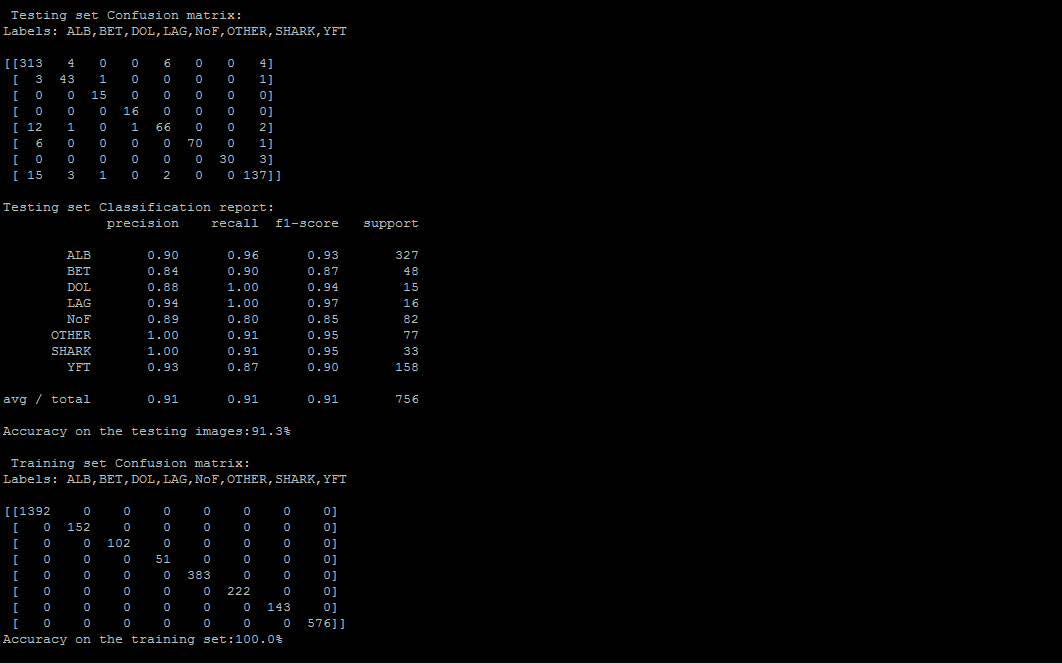 Testing set Confusion matrix:
Labels: ALB,BET,DOL,LAG,NoF,OTHER,SHARK,YFT
[[313 4 0 0 6 0 0 4]
[ 3 43 1 0 0 0 0 1]
[ 0 0 15 0 0 0 0 0]
[ 0 0 0 16 0 0 0 0]
[ 12 1 0 1 66 0 0 2]
[ 6 0 0 0 0 70 0 1]
[ 0 0 0 0 0 0 30 3]
[ 15 3 1 0 2 0 0 137]]
Testing set Classification report:
precision recall f1-score support
ALB 0.90 0.96 0.93 327
BET 0.84 0.90 0.87 48
DOL 0.88 1.00 0.94 15
LAG 0.94 1.00 0.97 16
NoF 0.89 0.80 0.85 82
OTHER 1.00 0.91 0.95 77
SHARK 1.00 0.91 0.95 33
YFT 0.93 0.87 0.90 158
avg / total 0.91 0.91 0.91 756
Accuracy on the testing images:91.3%
Training set Confusion matrix:
Labels: ALB,BET,DOL,LAG,NoF,OTHER,SHARK,YFT
[[1392 0 0 0 0 0 0 0]
[ 0 152 0 0 0 0 0 0]
[ 0 0 102 0 0 0 0 0]
[ 0 0 0 51 0 0 0 0]
[ 0 0 0 0 383 0 0 0]
[ 0 0 0 0 0 222 0 0]
[ 0 0 0 0 0 0 143 0]
[ 0 0 0 0 0 0 0 576]]
Accuracy on the training set:100.0%